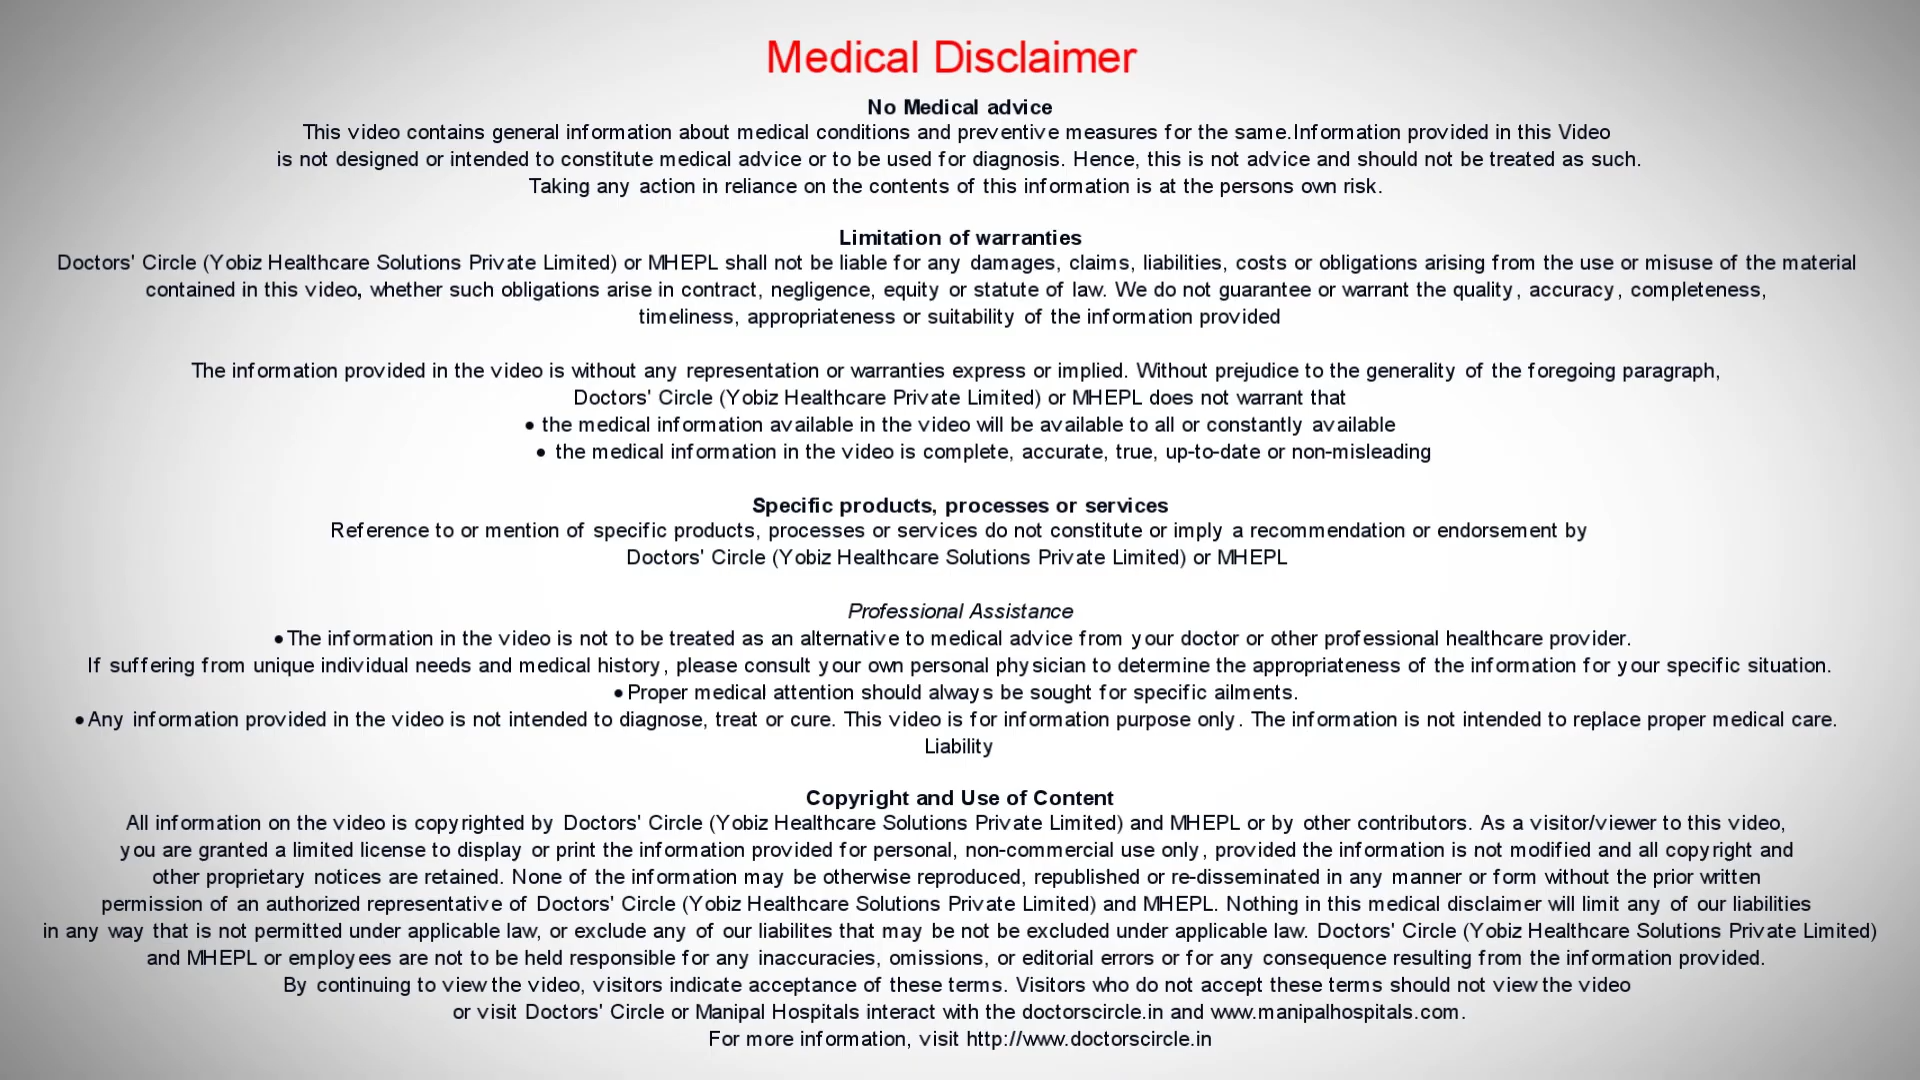 Medical Disclaimer
No Medical advice
This video contains general information about medical conditions and preventive measures for the same.Information provided in this Video
is not designed or intended to constitute medical advice or to be used for diagnosis. Hence, this is not advice and should not be treated as such.
Taking any action in reliance on the contents of this information is at the persons own risk.
Limitation of warranties
Doctors' Circle (Yobiz Healthcare Solutions Private Limited) or MHEPL shall not be liable for any damages, claims, liabilities, costs or obligations arising from the use or misuse of the material
contained in this video, whether such obligations arise in contract, negligence, equity or statute of law. We do not guarantee or warrant the quality, accuracy, completeness,
timeliness, appropriateness or suitability of the information provided
The information provided in the video is without any representation or warranties express or implied. Without prejudice to the generality of the foregoing paragraph,
Doctors' Circle (Yobiz Healthcare Private Limited) or MHEPL does not warrant that
• the medical information available in the video will be available to all or constantly available
• the medical information in the video is complete, accurate, true, up-to-date or non-misleading
Specific products, processes or services
Reference to or mention of specific products, processes or services do not constitute or imply a recommendation or endorsement by
Doctors' Circle (Yobiz Healthcare Solutions Private Limited) or MHEPL
Professional Assistance
•The information in the video is not to be treated as an alternative to medical advice from your doctor or other professional healthcare provider.
If suffering from unique individual needs and medical history, please consult your own personal physician to determine the appropriateness of the information for your specific situation.
•Proper medical attention should always be sought for specific ailments.
•Any information provided in the video is not intended to diagnose, treat or cure. This video is for information purpose only. The information is not intended to replace proper medical care.
Liability
Copyright and Use of Content
All information on the video is copyrighted by Doctors' Circle (Yobiz Healthcare Solutions Private Limited) and MHEPL or by other contributors. As a visitor/viewer to this video,
you are granted a limited license to display or print the information provided for personal, non-commercial use only, provided the information is not modified and all copyright and
other proprietary notices are retained. None of the information may be otherwise reproduced, republished or re-disseminated in any manner or form without the prior written
permission of an authorized representative of Doctors' Circle (Yobiz Healthcare Solutions Private Limited) and MHEPL. Nothing in this medical disclaimer will limit any of our liabilities
in any way that is not permitted under applicable law, or exclude any of our liabilites that may be not be excluded under applicable law. Doctors' Circle (Yobiz Healthcare Solutions Private Limited)
and MHEPL or employees are not to be held responsible for any inaccuracies, omissions, or editorial errors or for any consequence resulting from the information provided.
By continuing to view the video, visitors indicate acceptance of these terms. Visitors who do not accept these terms should not view the video
or visit Doctors' Circle or Manipal Hospitals interact with the doctorscircle.in and www.manipalhospitals.com.
For more information, visit http://www.doctorscircle.in